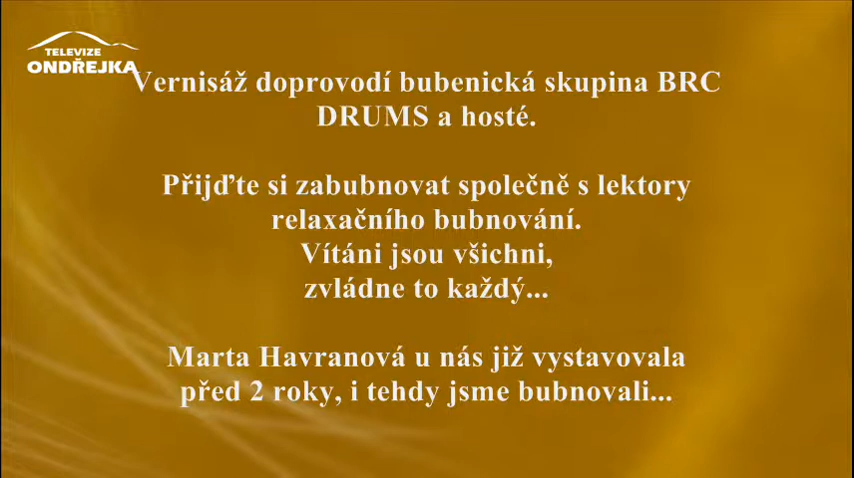 TELEVIZE
ONDŘEJKA
Vernisáž doprovodí bubenická skupina BRC
DRUMS a hosté.
Přijďte si zabubnovat společně s lektory
relaxačního bubnování.
Vítáni jsou všichni,
zvládne to každý...
Marta Havranová u nás již vystavovala
před 2 roky, i tehdy jsme bubnovali...